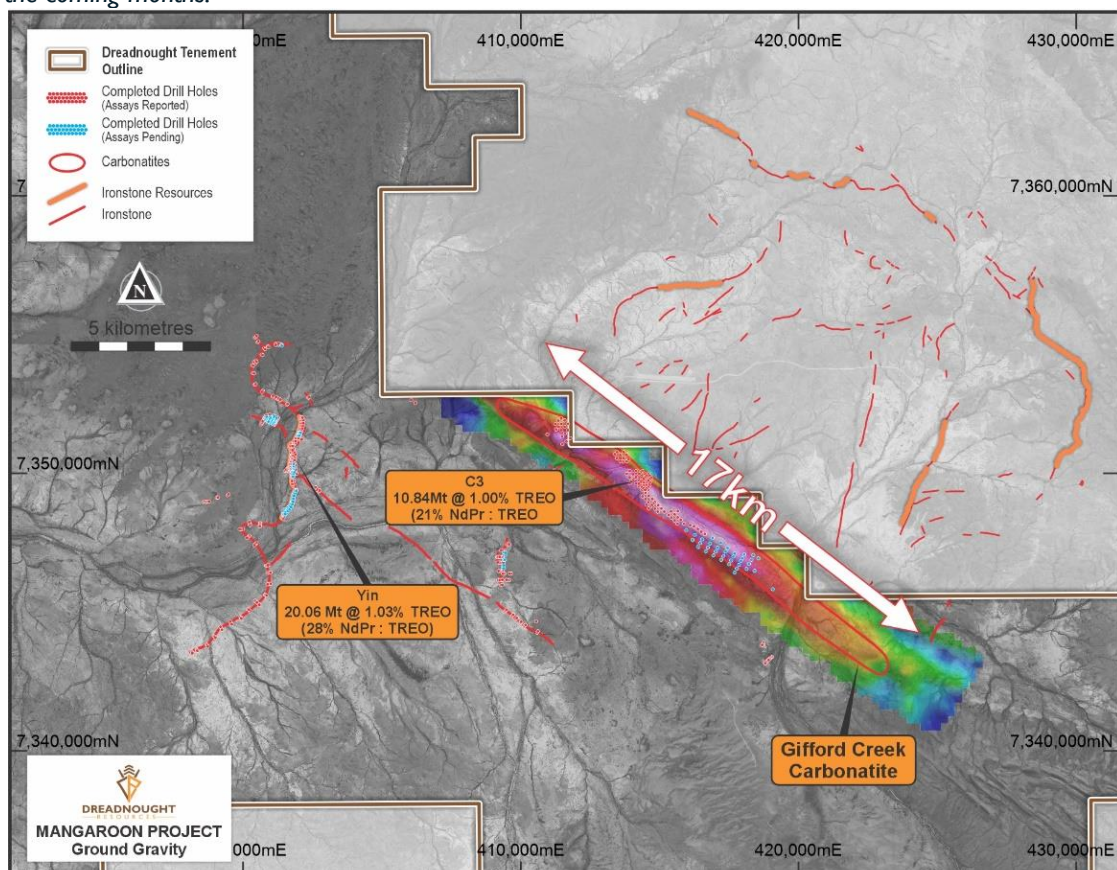 the coming months.
Dreadnought Tenement
Outline
Completed Drill Holes
(Assays Reported)
Completed Drill Holes
(Assays Pending)
Carbonatites
Ironstone Resources
Ironstone
N
5 kilometres
000mE
410,000mE
420,000mE
430,000mE
7,360,000mN
17km
7,350,000mN
C3
10.84Mt @ 1.00% TREO
(21% NdPr : TREO
Yin
20.06 Mt @ 1.03% TREO
(28% NdPr : TREO)
7,340,000mN
7,340,000mN
Gifford Creek
Carbonatite
DREADNOUGHT
RESOURCES
MANGAROON PROJECT
Ground Gravity
000mE
410,000mE
420,000mE
430,000mE